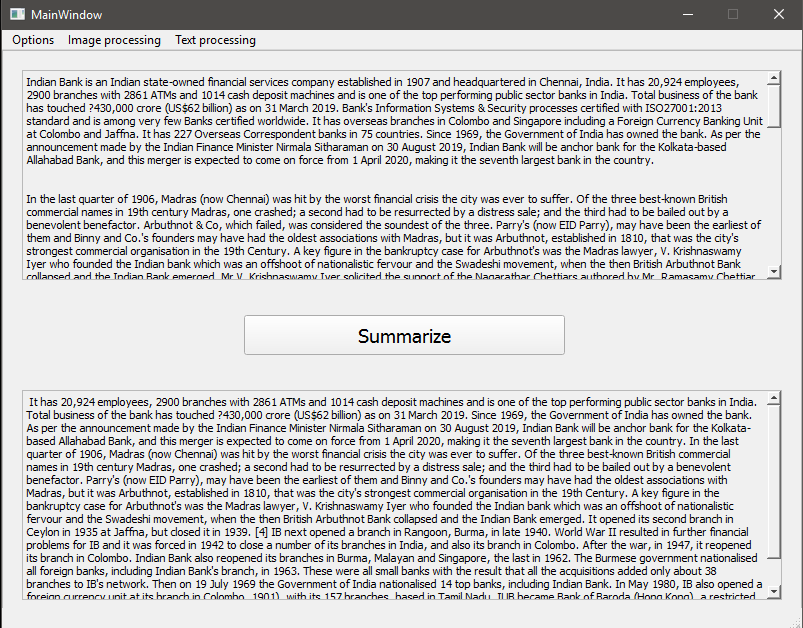 MainWindow
Options Image processing Text processing
Indian Bank is an Indian state-owned financial services company established in 1907 and headquartered in Chennai, India. It has 20,924 employees,
2900 branches with 2861 ATMs and 1014 cash deposit machines and is one of the top performing public sector banks in India. Total business of the bank
has touched ?430,000 crore (US$62 billion) as on 31 March 2019. Bank's Information Systems & Security processes certified with ISO27001:2013
standard and is among very few Banks certified worldwide. It has overseas branches in Colombo and Singapore including a Foreign Currency Banking Unit
at Colombo and Jaffna. It has 227 Overseas Correspondent banks in 75 countries. Since 1969, the Government of India has owned the bank. As per the
announcement made by the Indian Finance Minister Nirmala Sitharaman on 30 August 2019, Indian Bank will be anchor bank for the Kolkata-based
Allahabad Bank, and this merger is expected to come on force from 1 April 2020, making it the seventh largest bank in the country.
In the last quarter of 1906, Madras (now Chennai) was hit by the worst financial crisis the city was ever to suffer. Of the three best-known British
commercial names in 19th century Madras, one crashed; a second had to be resurrected by a distress sale; and the third had to be bailed out by a
benevolent benefactor. Arbuthnot & Co, which failed, was considered the soundest of the three. Parry's (now EID Parry), may have been the earliest of
them and Binny and Co.'s founders may have had the oldest associations with Madras, but it was Arbuthnot, established in 1810, that was the city's
strongest commercial organisation in the 19th Century. A key figure in the bankruptcy case for Arbuthnot's was the Madras lawyer, V. Krishnaswamy
Iyer who founded the Indian bank which was an offshoot of nationalistic fervour and the Swadeshi movement, when the then British Arbuthnot Bank
collapsed and the Indian Bank emerged. Mr V. Krishnaswamy Iyer solicited the support of the Nagarathar Chettiars authored by Mr. Ramasamy Chettiar
Summarize
It has 20,924 employees, 2900 branches with 2861 ATMs and 1014 cash deposit machines and is one of the top performing public sector banks in India.
Total business of the bank has touched ?430,000 crore (US$62 billion) as on 31 March 2019. Since 1969, the Government of India has owned the bank.
As per the announcement made by the Indian Finance Minister Nirmala Sitharaman on 30 August 2019, Indian Bank will be anchor bank for the Kolkata-
based Allahabad Bank, and this merger is expected to come on force from 1 April 2020, making it the seventh largest bank in the country. In the last
quarter of 1906, Madras (now Chennai) was hit by the worst financial crisis the city was ever to suffer. Of the three best-known British commercial
names in 19th century Madras, one crashed; a second had to be resurrected by a distress sale; and the third had to be bailed out by a benevolent
benefactor. Parry's (now EID Parry), may have been the earliest of them and Binny and Co.'s founders may have had the oldest associations with
Madras, but it was Arbuthnot, established in 1810, that was the city's strongest commercial organisation in the 19th Century. A key figure in the
bankruptcy case for Arbuthnot's was the Madras lawyer, V. Krishnaswamy Iyer who founded the Indian bank which was an offshoot of nationalistic
fervour and the Swadeshi movement, when the then British Arbuthnot Bank collapsed and the Indian Bank emerged. It opened its second branch in
Ceylon in 1935 at Jaffna, but closed it in 1939. [4] IB next opened a branch in Rangoon, Burma, in late 1940. World War II resulted in further financial
problems for IB and it was forced in 1942 to close a number of its branches in India, and also its branch in Colombo. After the war, in 1947, it reopened
its branch in Colombo. Indian Bank also reopened its branches in Burma, Malayan and Singapore, the last in 1962. The Burmese government nationalised
all foreign banks, including Indian Bank's branch, in 1963. These were all small banks with the result that all the acquisitions added only about 38
branches to IB's network. Then on 19 July 1969 the Government of India nationalised 14 top banks, including Indian Bank. In May 1980, IB also opened a
foreign currency unit at its branch in Colombo. 1901), with its 157 branches, based in Tamil Nadu. IUB became Bank of Baroda (Hong Kong), a restricted